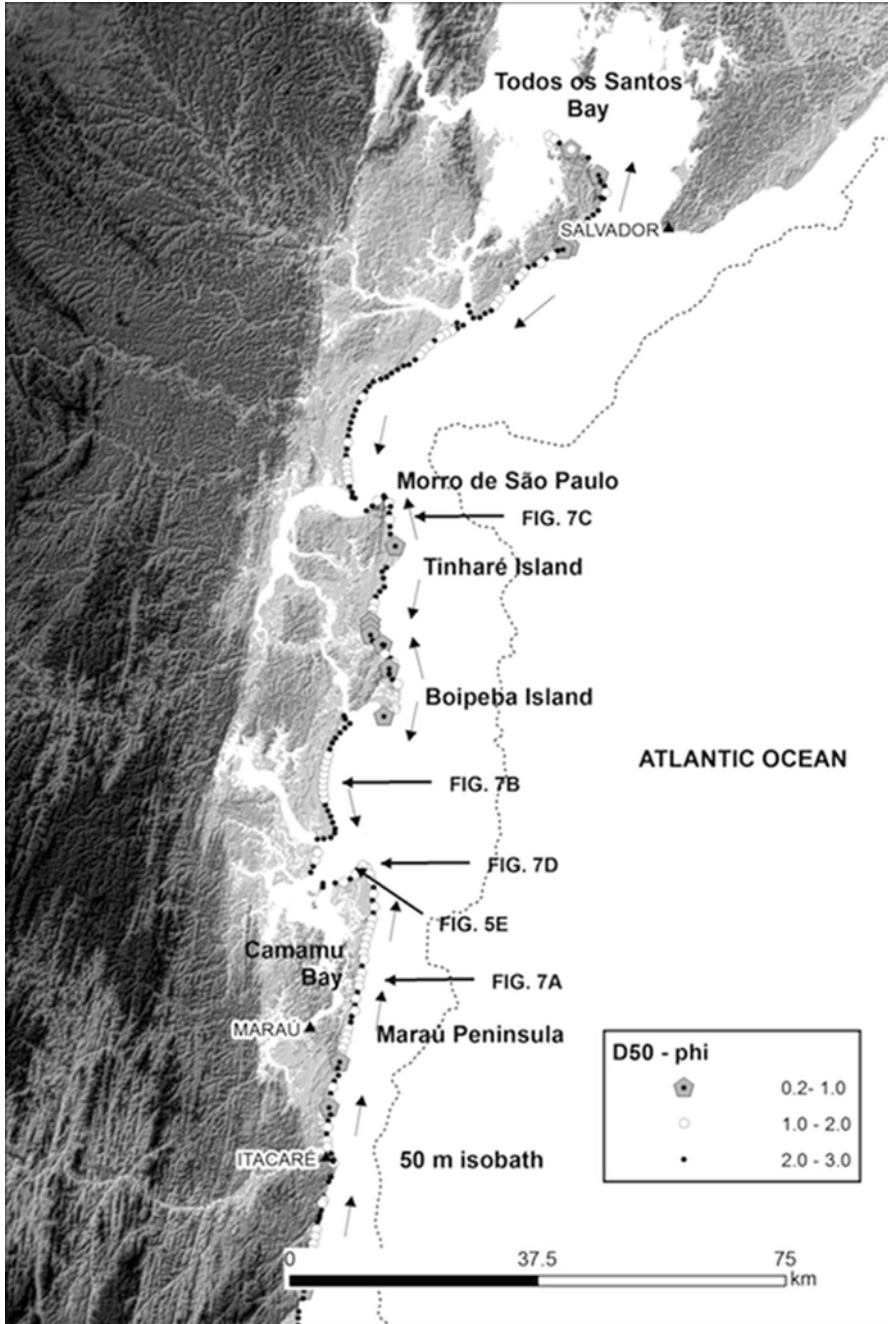 Todos os Santos
Bay
SALVADOR
Morro de São Paulo
FIG. 7C
Tinharé Island
Boipeba Island
ATLANTIC OCEAN
FIG. 7B
FIG. 7D
FIG. 5E
Camamu
Bay
FIG. 7A
MARAÚ
Maraú Peninsula
D50 - phi
0.2- 1.0
1.0 - 2.0
2.0 - 3.0
ITACARÉ
50 m isobath
0 37.5 75
km